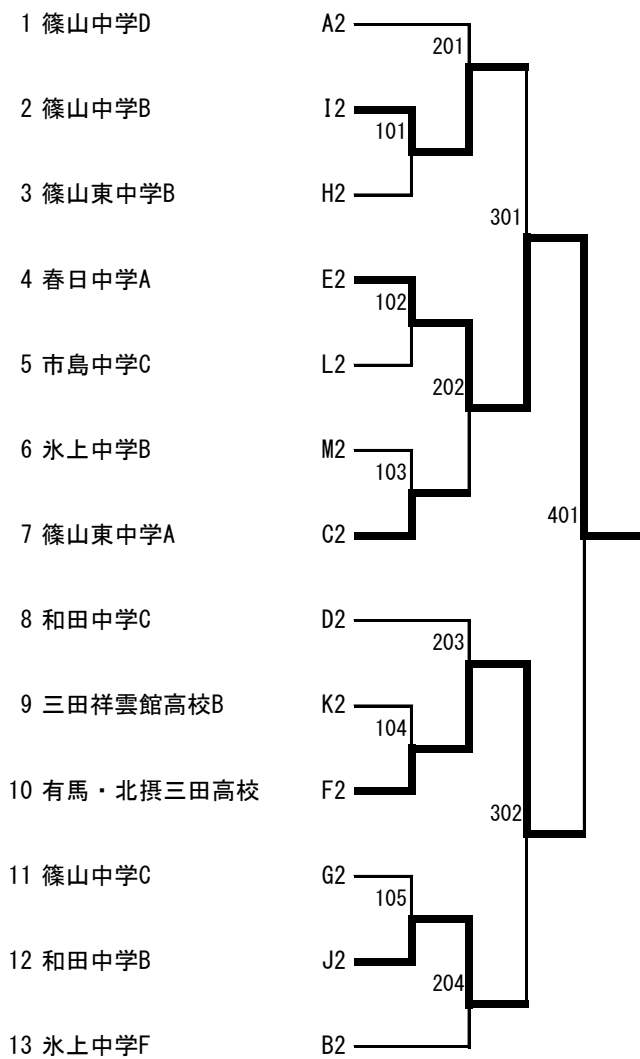 1 篠山中学D A2
201
2 篠山中学B I2
101
3 篠山東中学B H2
301
4 春日中学A E2
102
5 市島中学C L2
202
6 氷上中学B M2
103
7 篠山東中学A C2
401
8 和田中学C D2
203
9 三田祥雲館高校B K2
104
10 有馬・北摂三田高校 F2
302
11 篠山中学C G2
105
12 和田中学B J2
204
13 氷上中学F B2